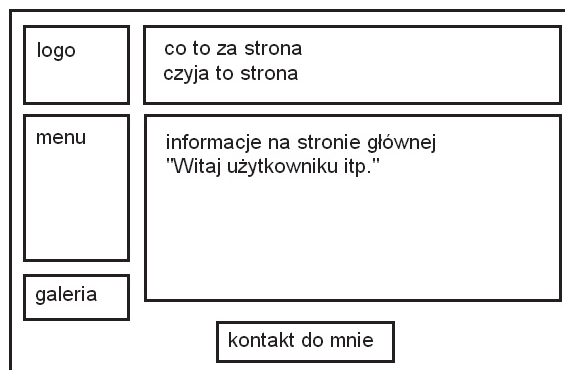 logo
co to za strona
czyja to strona
menu
informacje na stronie głównej
"Witaj użytkowniku itp."
galeria
kontakt do mnie